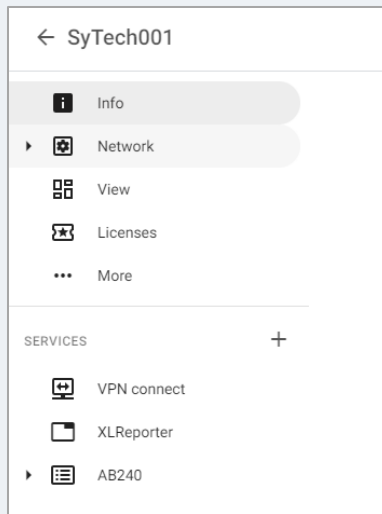 SyTech001
Info
Network
View
Licenses
More
SERVICES
VPN connect
XLReporter
AB240